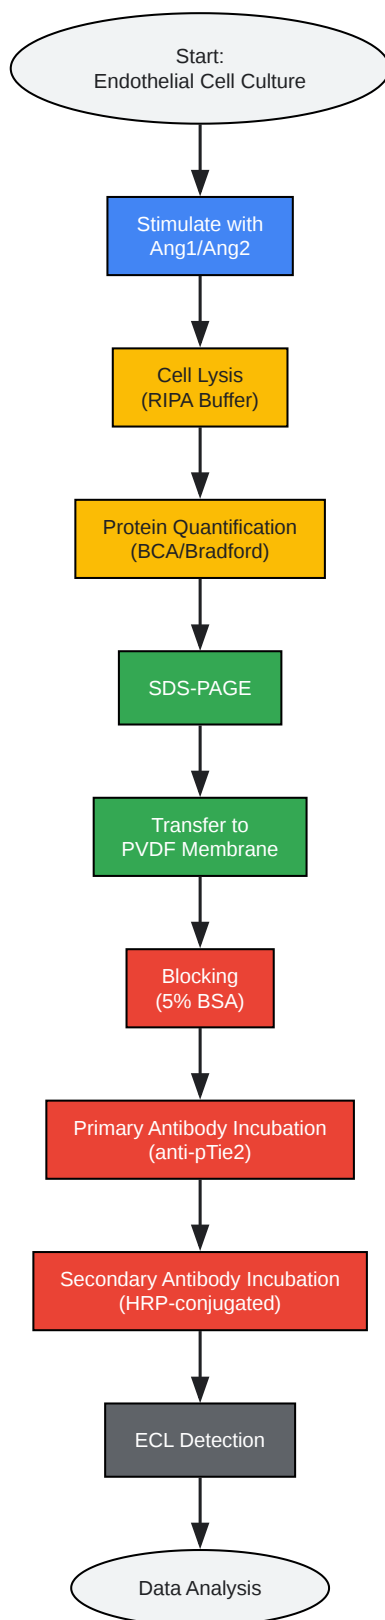 Start:
Endothelial Cell Culture
Stimulate with
Ang1/Ang2
Cell Lysis
(RIPA Buffer)
Protein Quantification
(BCA/Bradford)
SDS-PAGE
Transfer to
PVDF Membrane
Blocking
(5% BSA)
Primary Antibody Incubation
(anti-pTie2)
Secondary Antibody Incubation
(HRP-conjugated)
ECL Detection
Data Analysis